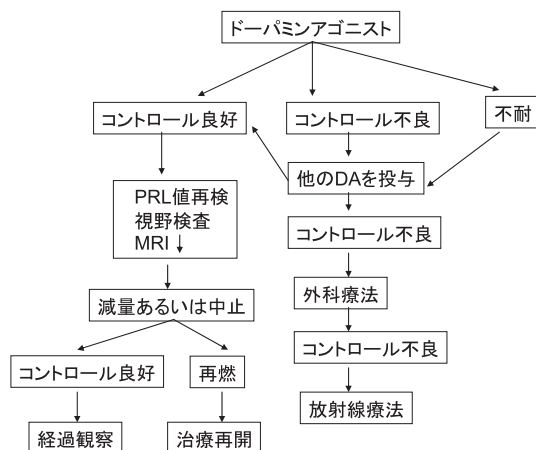 ドーパミンアゴニスト
コントロール良好
コントロール不良
不耐
他のDAを投与
PRL値再検
視野検査
MRI
コントロール不良
減量あるいは中止
外科療法
コントロール良好
再燃
コントロール不良
経過観察
治療再開
放射線療法